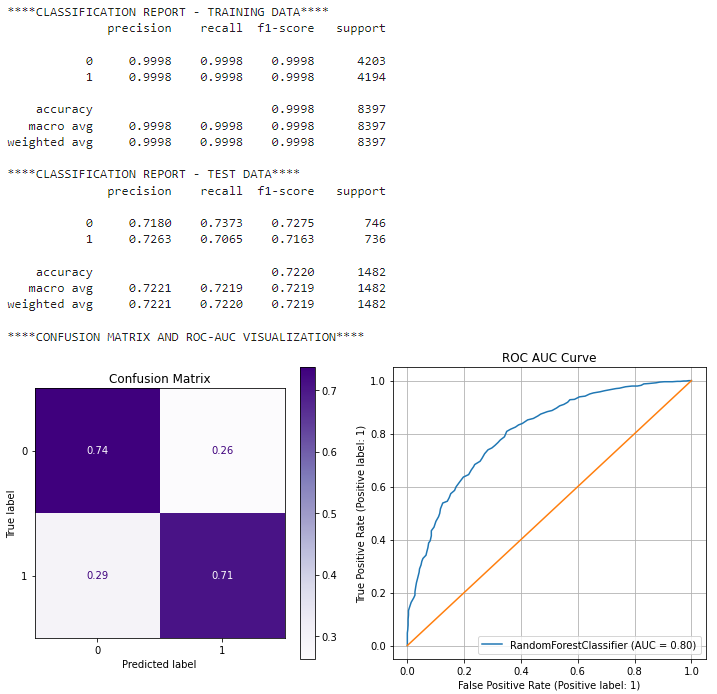 ****CLASSIFICATION REPORT - TRAINING DATA****
precision recall f1-score support
0 0.9998 0.9998 0.9998 4203
1 0.9998 0.9998 0.9998 4194
accuracy 0.9998 8397
macro avg 0.9998 0.9998 0.9998 8397
weighted avg 0.9998 0.9998 0.9998 8397
****CLASSIFICATION REPORT - TEST DATA****
precision recall f1-score support
0 0.7180 0.7373 0.7275 746
1 0.7263 0.7065 0.7163 736
accuracy 0.7220 1482
macro avg 0.7221 0.7219 0.7219 1482
weighted avg 0.7221 0.7220 0.7219 1482
****CONFUSION MATRIX AND ROC-AUC VISUALIZATION****
Confusion Matrix
True label
0
1
0.74 0.26
0.29 0.71
0 1
Predicted label
0.7
0.6
0.5
0.4
0.3
ROC AUC Curve
True Positive Rate (Positive label: 1)
1.0
0.8
0.6
0.4
0.2
0.0
RandomForestClassifier (AUC = 0.80)
0.0 0.2 0.4 0.6 0.8 1.0
False Positive Rate (Positive label: 1)